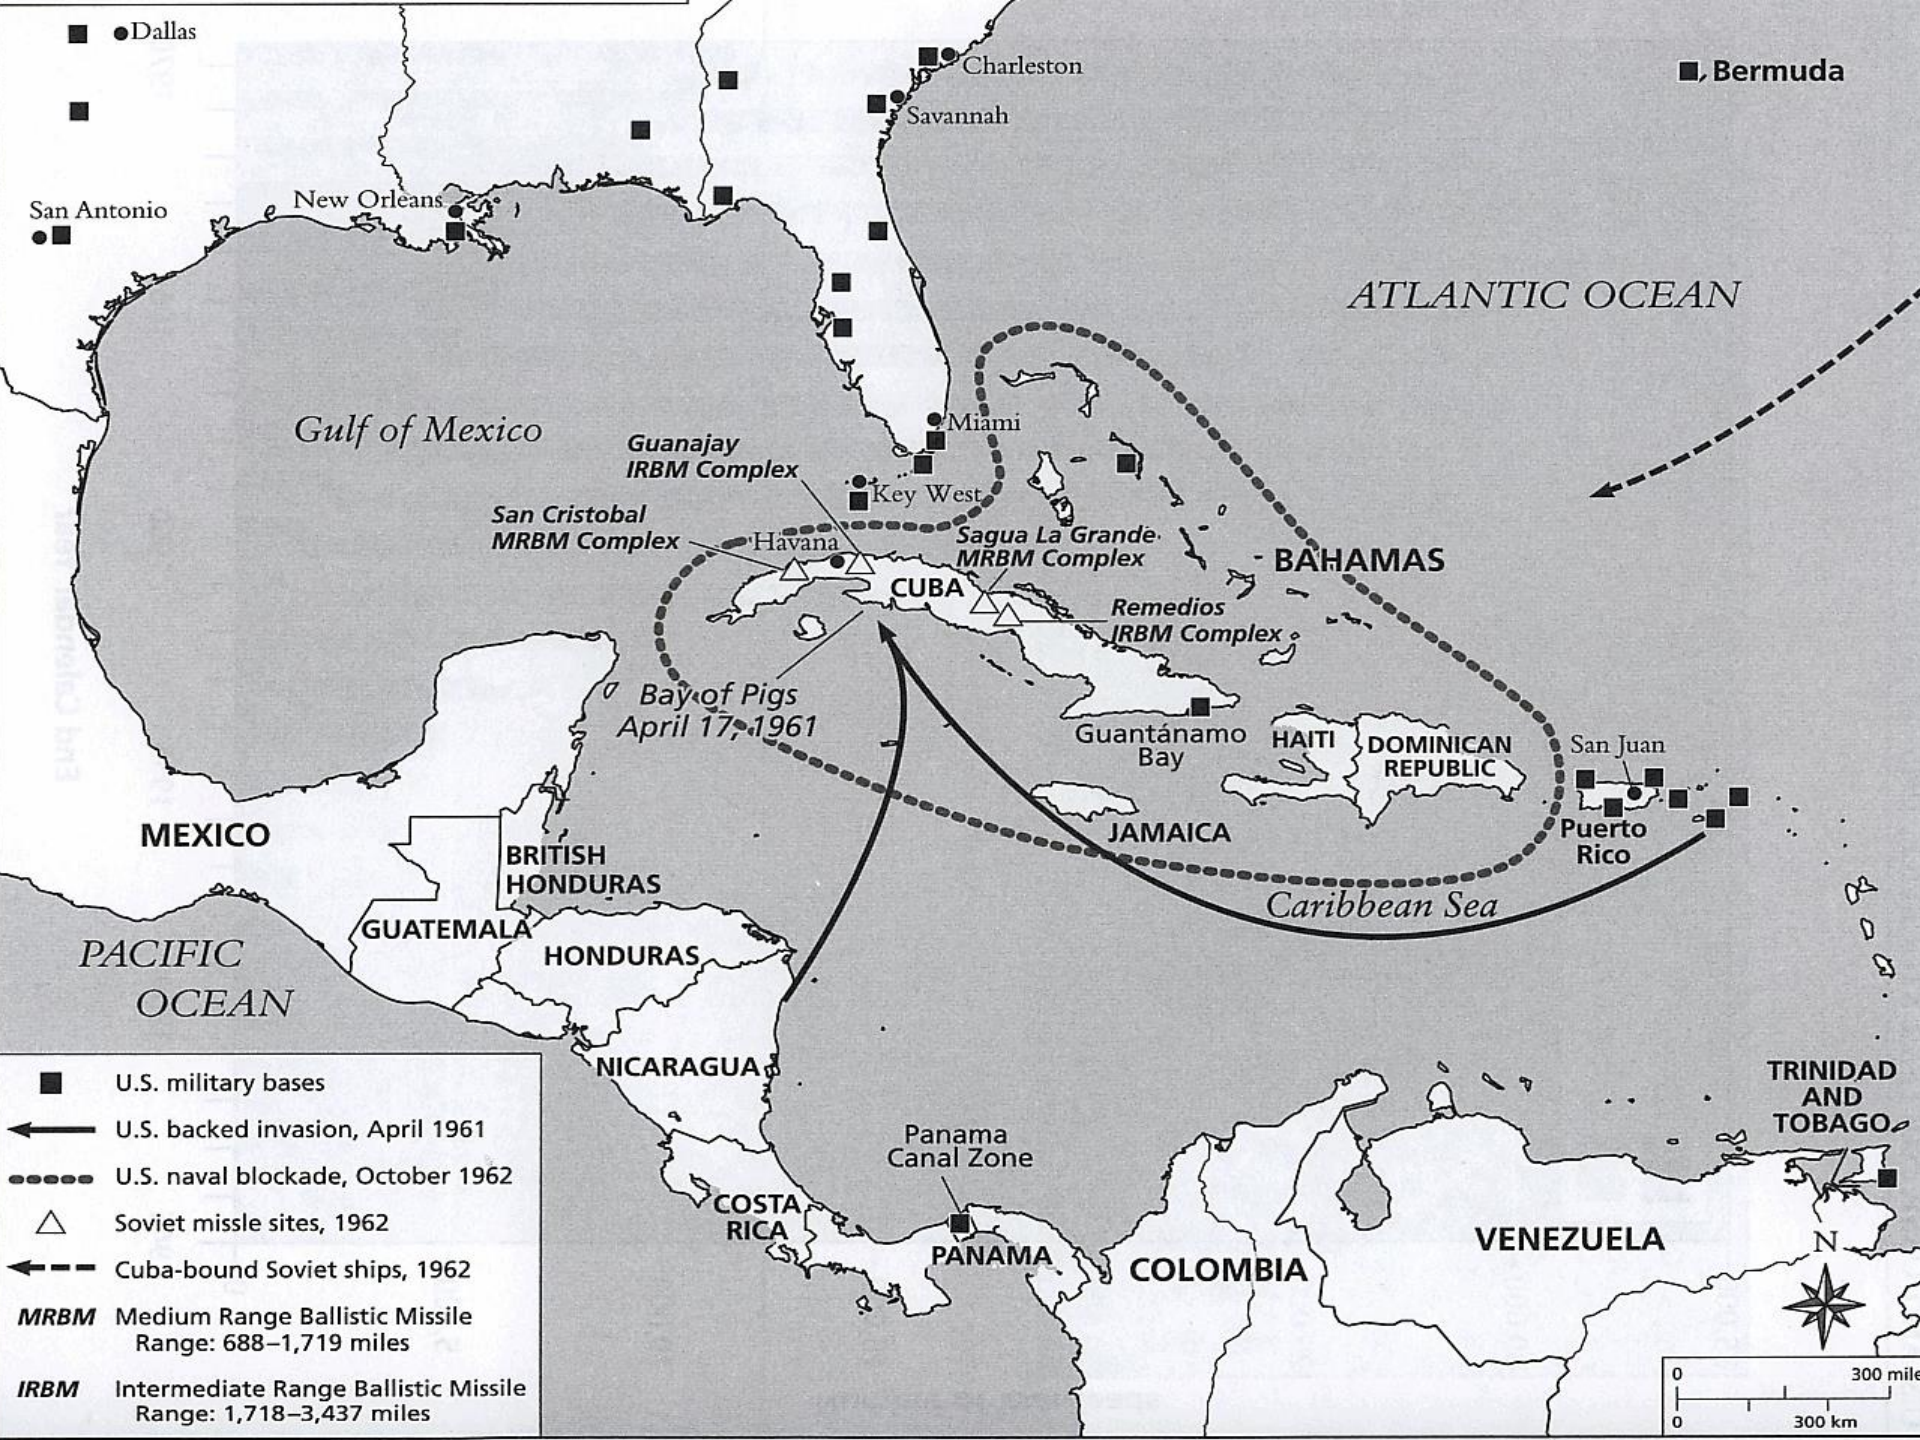 Dallas
Charleston
Bermuda
Savannah
San Antonio
New Orleans
ATLANTIC OCEAN
Gulf of Mexico
Miami
Guanajay
IRBM Complex
Key West
San Cristobal
MRBM Complex
Havana
Sagua La Grande
MRBM Complex
BAHAMAS
CUBA
Remedios
IRBM Complex
Bay of Pigs
April 17, 1961
Guantánamo
Bay
HAITI
DOMINICAN
REPUBLIC
San Juan
Puerto
Rico
JAMAICA
MEXICO
BRITISH
HONDURAS
Caribbean Sea
GUATEMALA
HONDURAS
PACIFIC
OCEAN
NICARAGUA
TRINIDAD
AND
TOBAGO
Panama
Canal Zone
COSTA
RICA
PANAMA
COLOMBIA
VENEZUELA
N
U.S. military bases
U.S. backed invasion, April 1961
U.S. naval blockade, October 1962
Soviet missle sites, 1962
Cuba-bound Soviet ships, 1962
MRBM Medium Range Ballistic Missile
Range: 688–1,719 miles
IRBM Intermediate Range Ballistic Missile
Range: 1,718–3,437 miles
0 300 mile
0 300 km